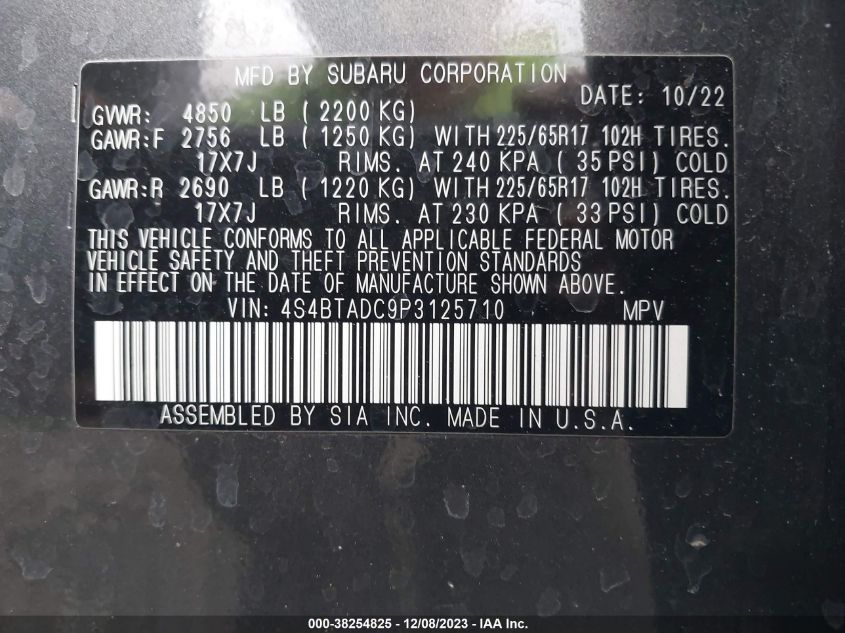 MFD BY SUBARU CORPORATION
DATE: 10/22
GVWR: 4850 LB ( 2200 KG)
GAWR:F 2756 LB ( 1250 KG) WITH 225/65R17 102H TIRES.
17X7J RIMS. AT 240 KPA ( 35 PSI) COLD
GAWR:R 2690 LB ( 1220 KG) WITH 225/65R17 102H TIRES.
17X7J RIMS. AT 230 KPA ( 33 PSI) COLD
THIS VEHICLE CONFORMS TO ALL APPLICABLE FEDERAL MOTOR
VEHICLE SAFETY AND THEFT PREVENTION STANDARDS
IN EFFECT ON THE DATE OF MANUFACTURE SHOWN ABOVE.
VIN: 4S4BTADC9P3125710 MPV
ASSEMBLED BY SIA INC. MADE IN U.S.A.
000-38254825 - 12/08/2023 - IAA Inc.